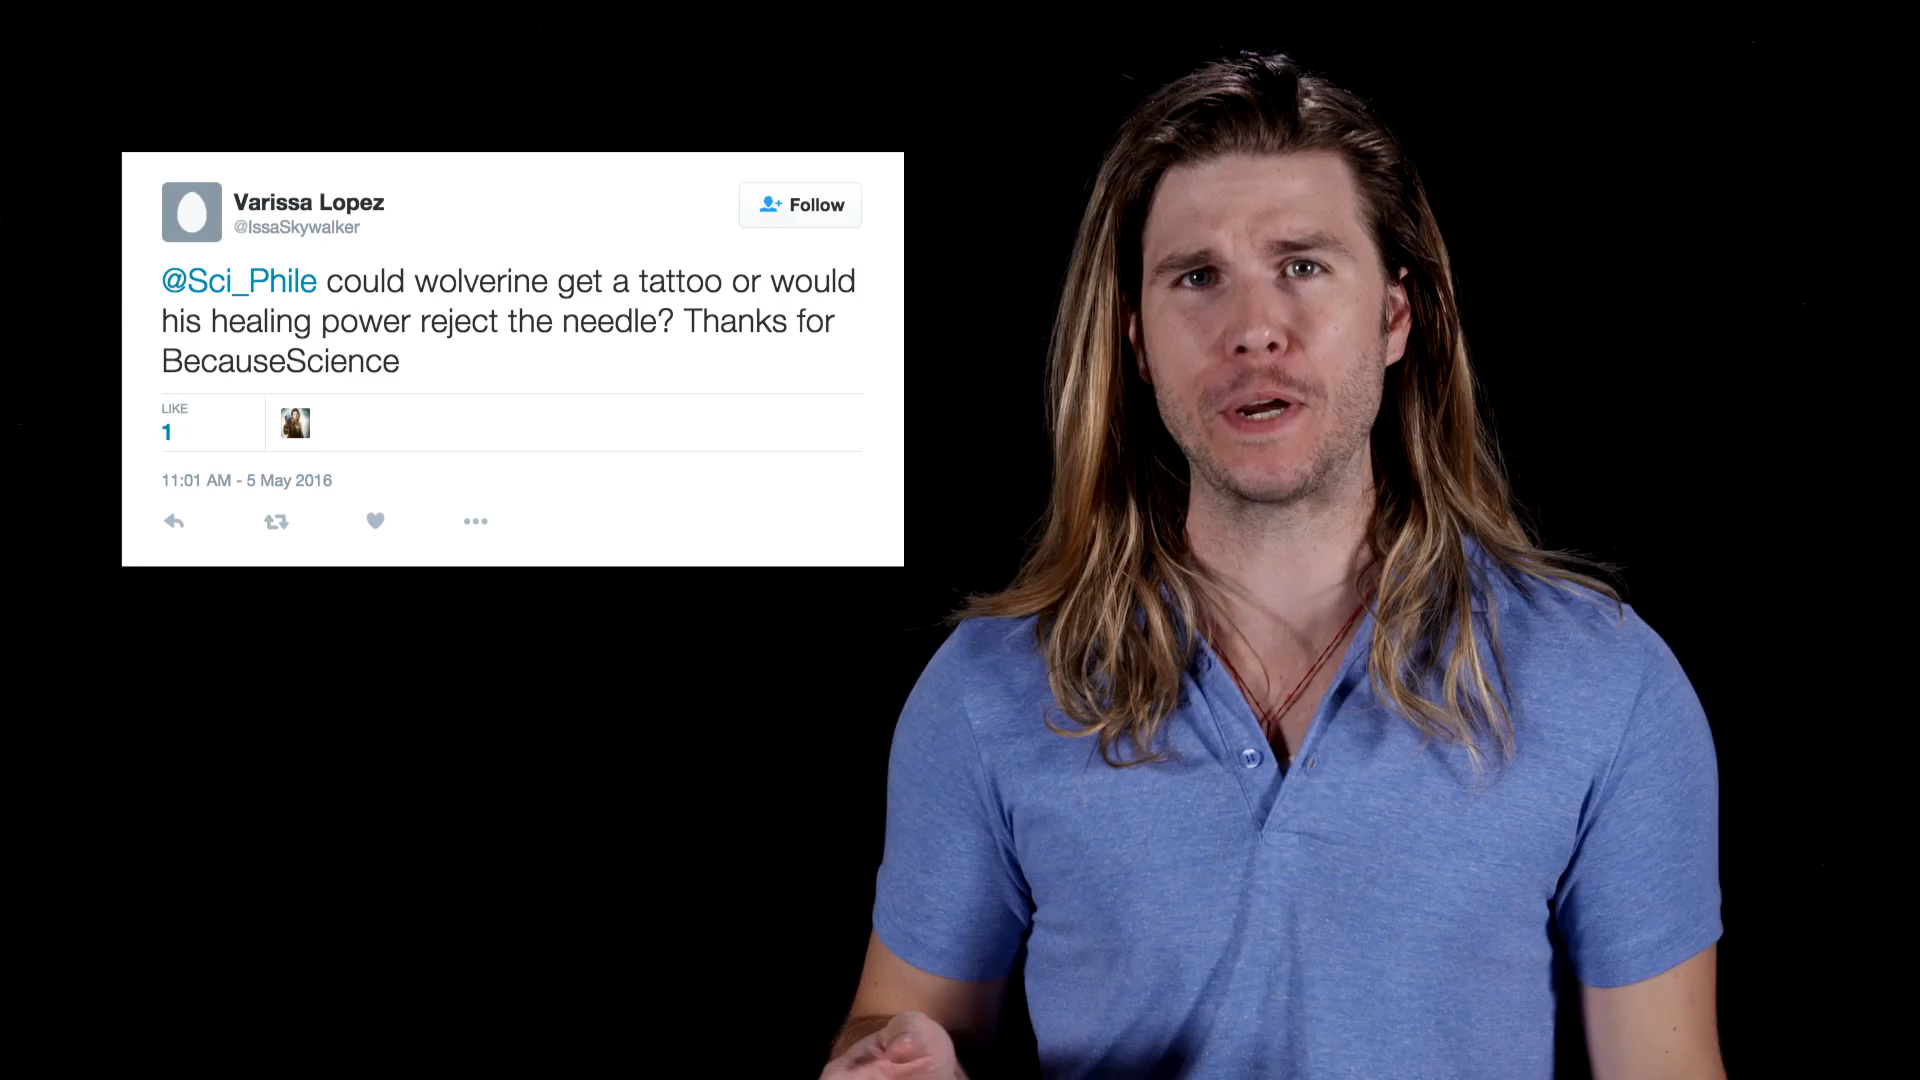 Varissa Lopez
@IssaSkywalker
Follow
@Sci_Phile could wolverine get a tattoo or would
his healing power reject the needle? Thanks for
BecauseScience
LIKE
1
11:01 AM - 5 May 2016